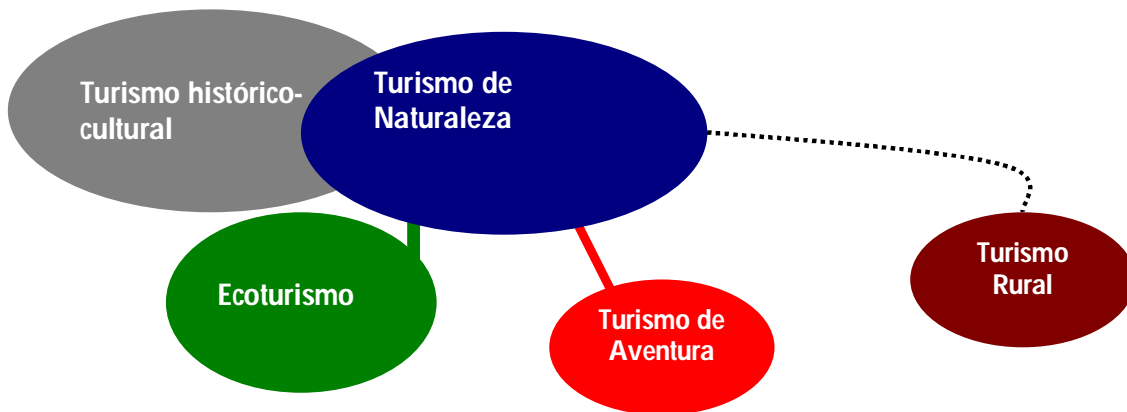 Turismo histórico-
cultural
Turismo de
Naturaleza
Ecoturismo
Turismo de
Aventura
Turismo
Rural